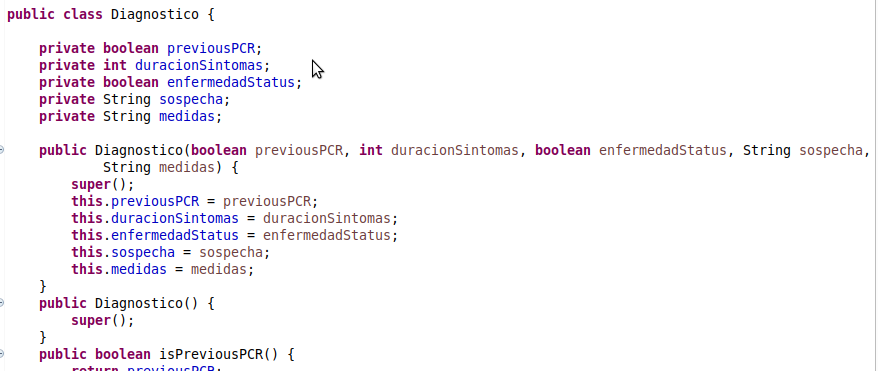 public class Diagnostico {
private boolean previousPCR;
private int duracionSintomas;
private boolean enfermedadStatus;
private String sospecha;
private String medidas;
public Diagnostico(boolean previousPCR, int duracionSintomas, boolean enfermedadStatus, String sospecha,
String medidas) {
super();
this.previousPCR = previousPCR;
this.duracionSintomas = duracionSintomas;
this.enfermedadStatus = enfermedadStatus;
this.sospecha = sospecha;
this.medidas = medidas;
}
public Diagnostico() {
super();
}
public boolean isPreviousPCR() {
return previousPCR;